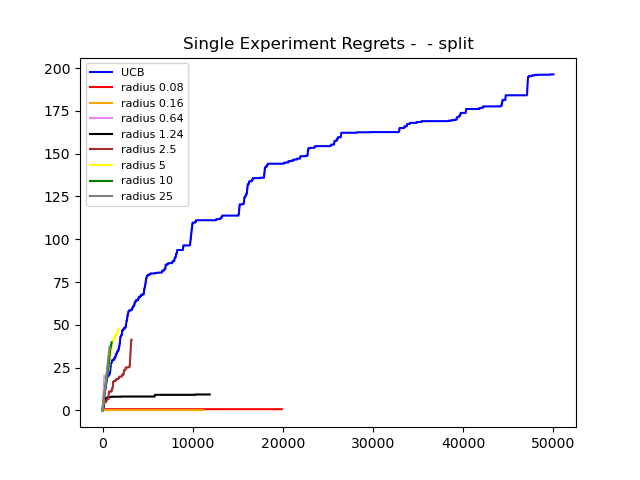 Single Experiment Regrets -  - split
200
175
150
125
100
75
50
25
0
UCB
radius 0.08
radius 0.16
radius 0.64
radius 1.24
radius 2.5
radius 5
radius 10
radius 25
0 10000 20000 30000 40000 50000